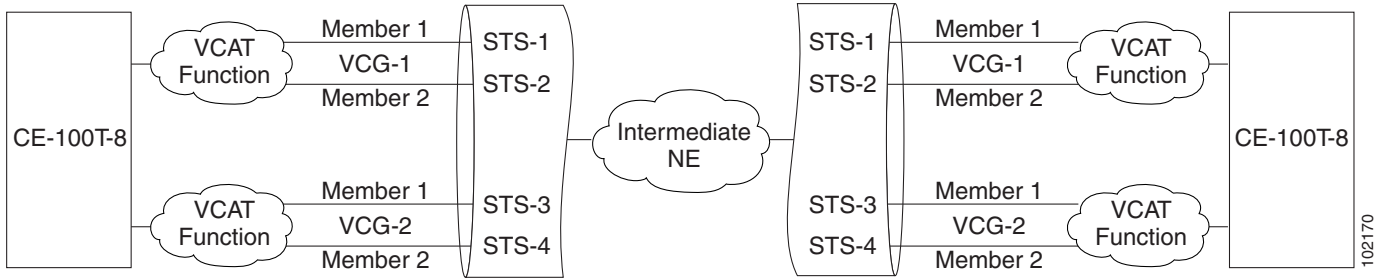 CE-100T-8
VCAT
Function
Member 1
VCG-1
Member 2
STS-1
STS-2
VCAT
Function
Member 1
VCG-2
Member 2
STS-3
STS-4
Intermediate
NE
STS-1
STS-2
Member 1
VCG-1
Member 2
VCAT
Function
STS-3
STS-4
Member 1
VCG-2
Member 2
VCAT
Function
CE-100T-8
102170